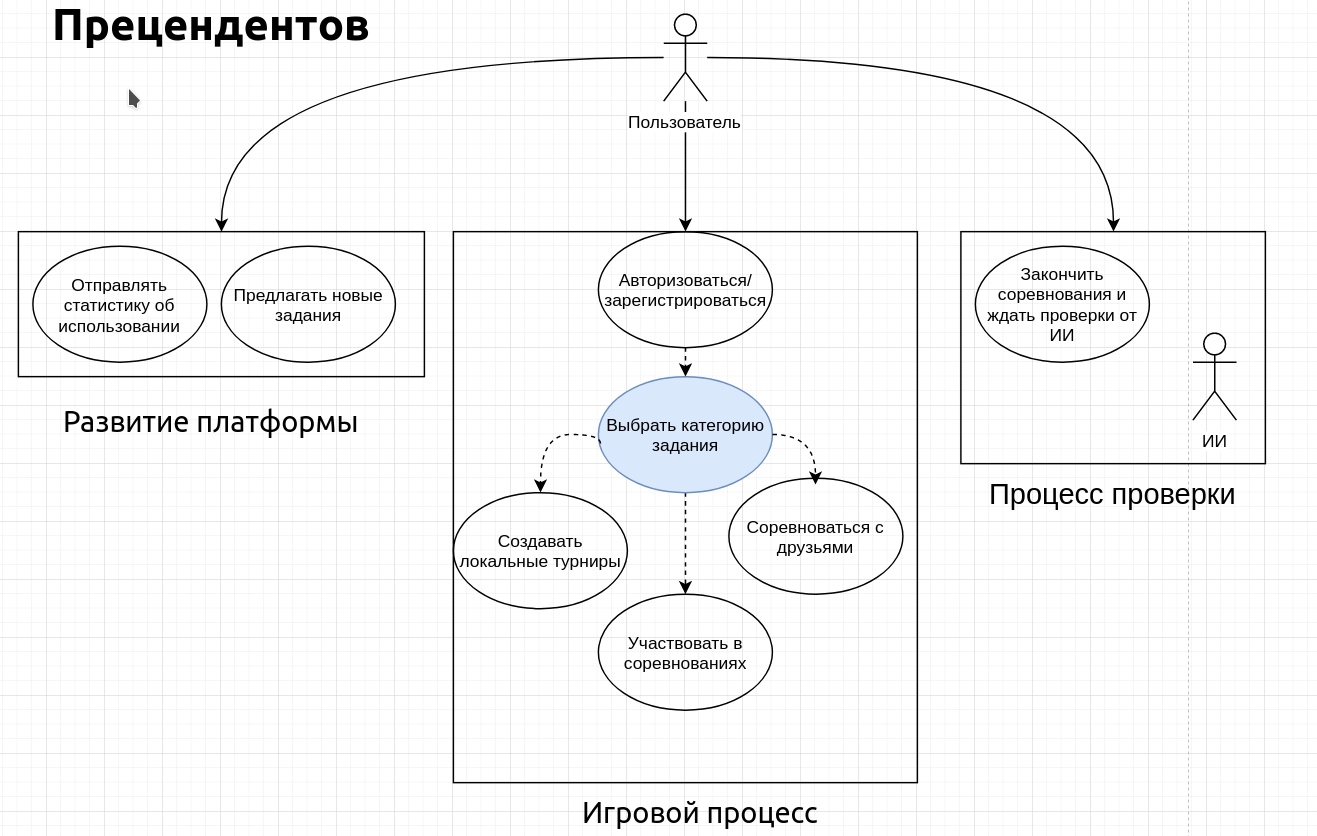 Прецендентов
Пользователь
Отправлять
статистику об
использовании
Предлагать новые
задания
Развитие платформы
Авторизоваться/
зарегистрироваться
Выбрать категорию
задания
Создавать
локальные турниры
Соревноваться с
друзьями
Участвовать в
соревнованиях
Игровой процесс
Закончить
соревнования и
ждать проверки от
ИИ
ИИ
Процесс проверки